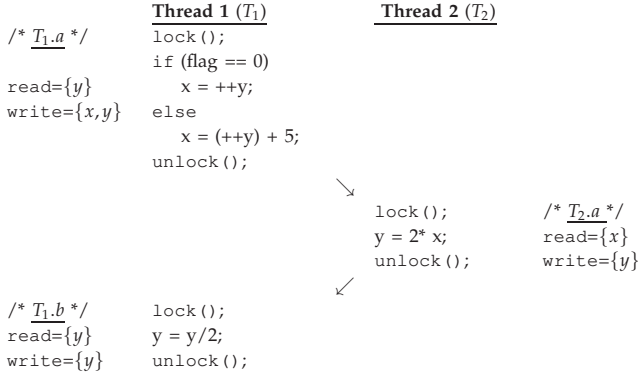 Thread 1 (T1) Thread 2 (T2)
/* T1.a */ lock();
if (flag == 0)
read={y} x = ++y;
write={x,y} else
x = (++y) + 5;
unlock();
↘
lock(); /* T2.a */
y = 2* x; read={x}
unlock(); write={y}
↙
/* T1.b */ lock();
read={y} y = y/2;
write={y} unlock();